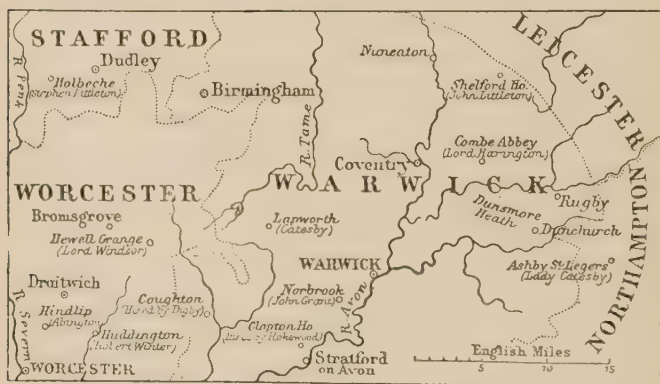 STAFFORD
Dudley
Holbeche
(Stephen Littleton)
R. Penk
Birmingham
R. Tame
Nuneaton
LEICESTER
Shelford Ho.
(John Littleton)
Combe Abbey
(Lord Harington)
Coventry
WORCESTER
WARWICK
Bromsgrove
Hewell Grange
(Lord Windsor)
Lapworth
(Catesby)
Dunsmore
Heath
Rugby
Dunchurch
NORTHAMPTON
WARWICK
Ashby St. Legers
(Lady Catesby)
Droitwich
Norbrook
(John Grant)
R. Avon
Coughton
Hindlip
(Abington)
Huddington
Clopton Ho
Stratford
on Avon
R. Severn
WORCESTER
English Miles
5 10 15